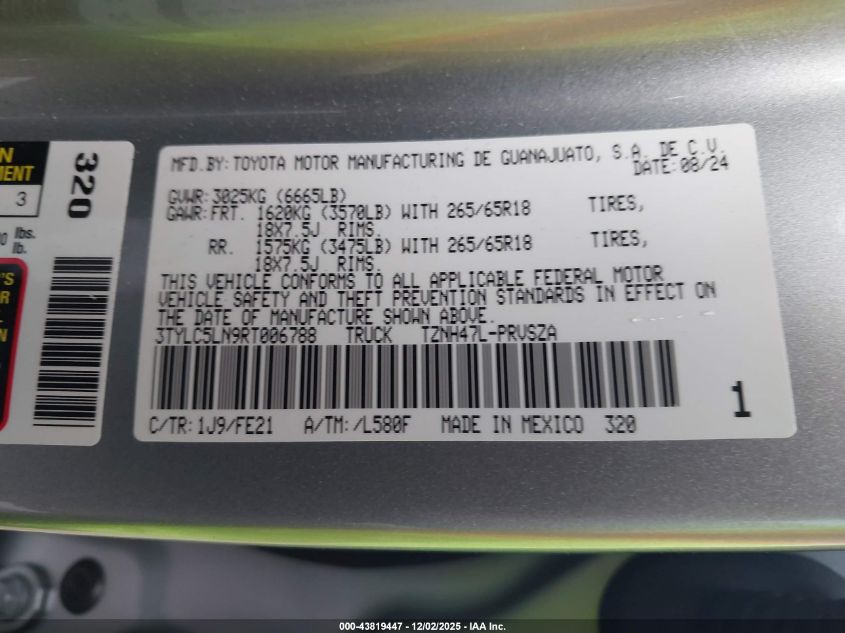 N
MENT
3
0 lbs.
lb.
'S
R
L
N
320
MFD.BY:TOYOTA MOTOR MANUFACTURING DE GUANAJUATO, S.A. DE C.V.
DATE:08/24
GVWR:3025KG (6665LB)
GAWR:FRT. 1620KG (3570LB) WITH 265/65R18 TIRES,
18X7.5J RIMS.
RR. 1575KG (3475LB) WITH 265/65R18 TIRES,
18X7.5J RIMS.
THIS VEHICLE CONFORMS TO ALL APPLICABLE FEDERAL MOTOR
VEHICLE SAFETY AND THEFT PREVENTION STANDARDS IN EFFECT ON
THE DATE OF MANUFACTURE SHOWN ABOVE.
3TYLC5LN9RT006788 TRUCK TZNH47L-PRVSZA
1
C/TR:1J9/FE21 A/TM:/L580F MADE IN MEXICO 320
000-43819447 - 12/02/2025 - IAA Inc.